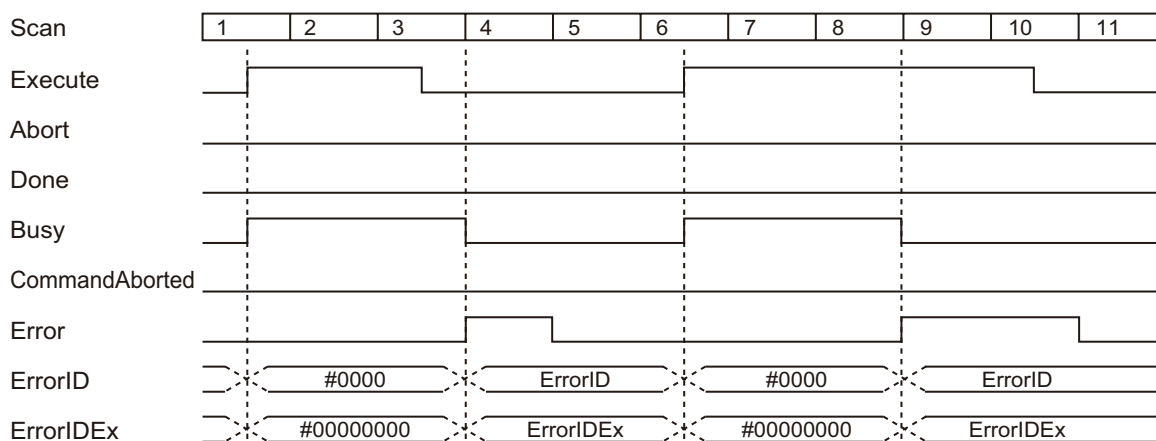 Scan 1 2 3 4 5 6 7 8 9 10 11
Execute
Abort
Done
Busy
CommandAborted
Error
ErrorID #0000 ErrorID #0000 ErrorID
ErrorIDEx #00000000 ErrorIDEx #00000000 ErrorIDEx